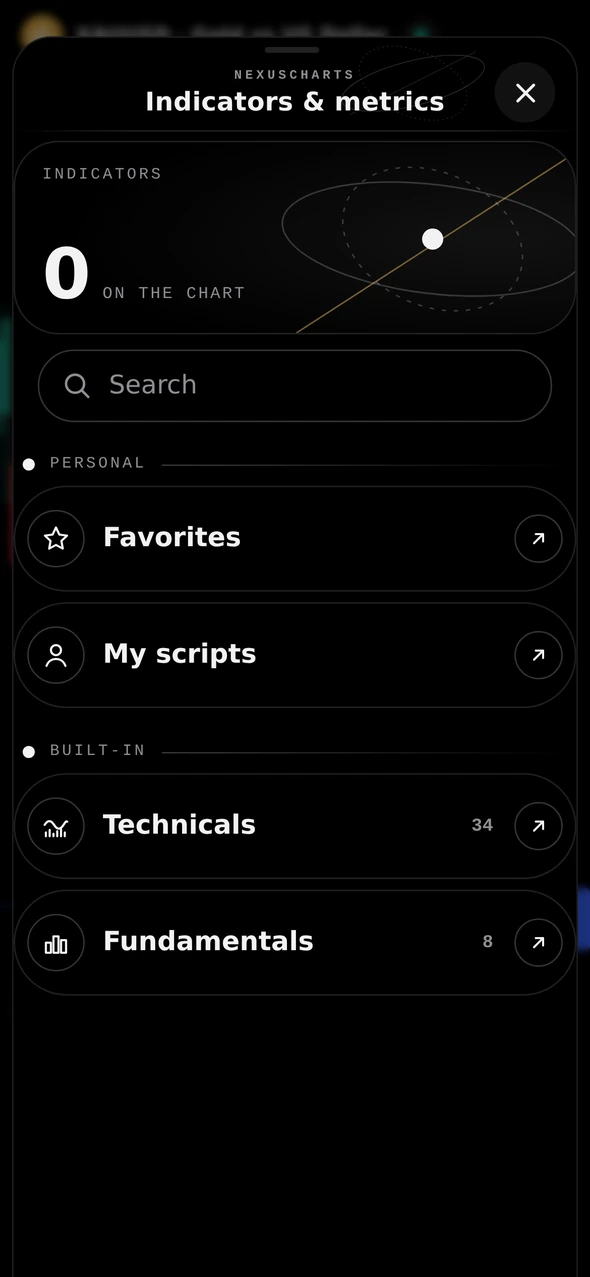 NEXUSCHARTS
Indicators & metrics
INDICATORS
0 ON THE CHART
Search
PERSONAL
Favorites
My scripts
BUILT-IN
Technicals 34
Fundamentals 8